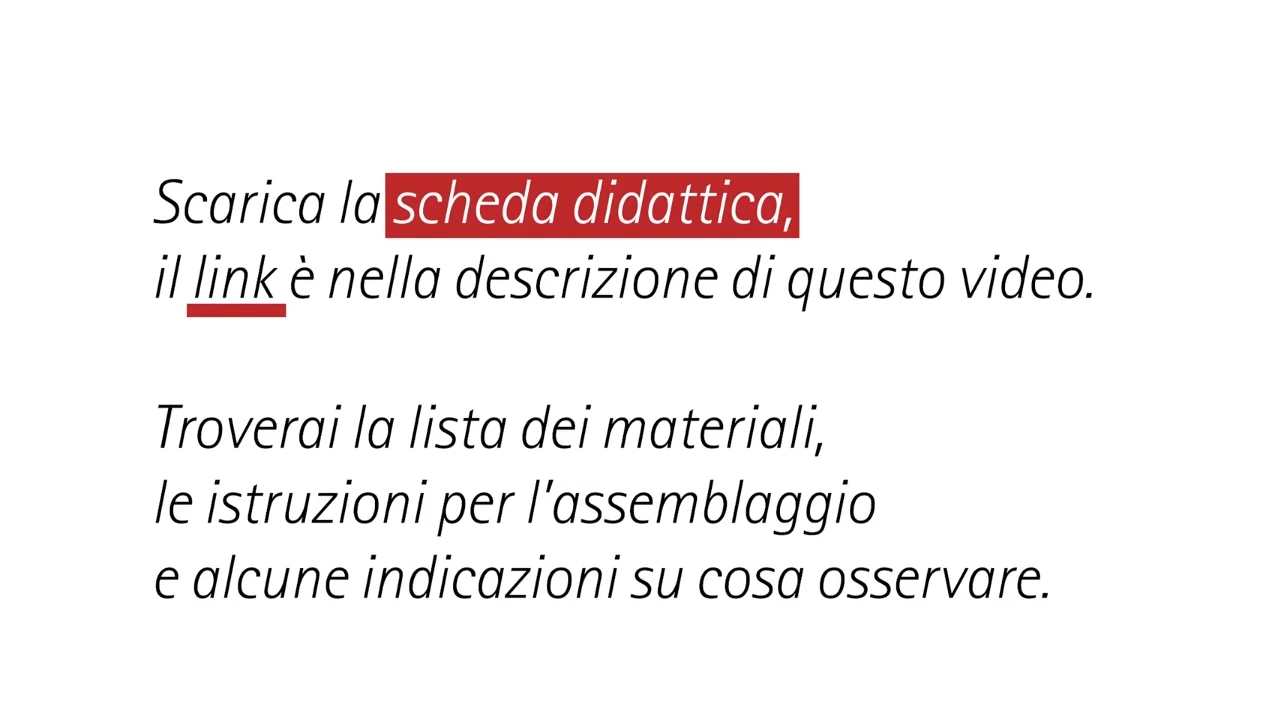 Scarica la scheda didattica,
il link è nella descrizione di questo video.
Troverai la lista dei materiali,
le istruzioni per l'assemblaggio
e alcune indicazioni su cosa osservare.